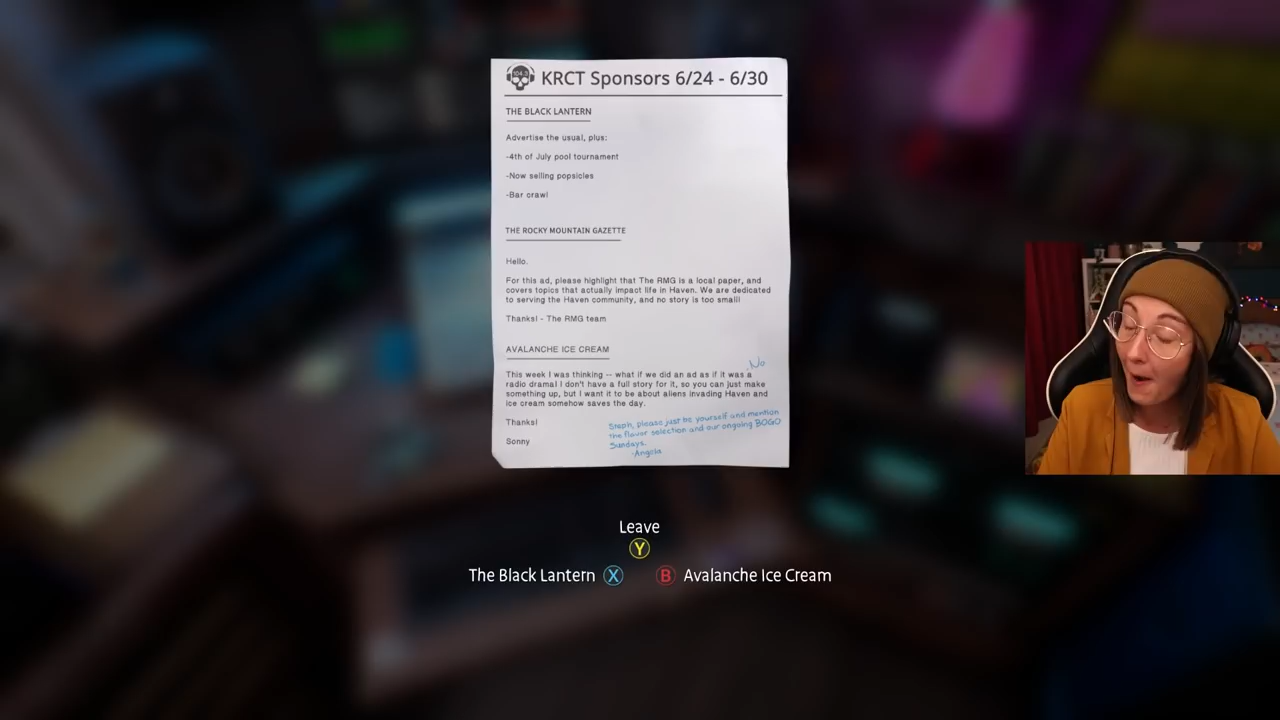 KRCT Sponsors 6/24 - 6/30
THE BLACK LANTERN
Advertise the usual, plus:
-4th of July pool tournament
-Now selling popsicles
-Bar crawl
THE ROCKY MOUNTAIN GAZETTE
Hello.
For this ad, please highlight that The RMG is a local paper, and
covers topics that actually impact life in Haven. We are dedicated
to serving the Haven community, and no story is too small!
Thanks! - The RMG team
AVALANCHE ICE CREAM
No
This week I was thinking -- what if we did an ad as if it was a
radio drama! I don't have a full story for it, so you can just make
something up, but I want it to be about aliens invading Haven and
ice cream somehow saves the day.
Thanks!
Sonny
Steph, please just be yourself and mention
the flavor selection and our ongoing BOGO
Sundays.
-Angela
Leave
Y
The Black Lantern X B Avalanche Ice Cream